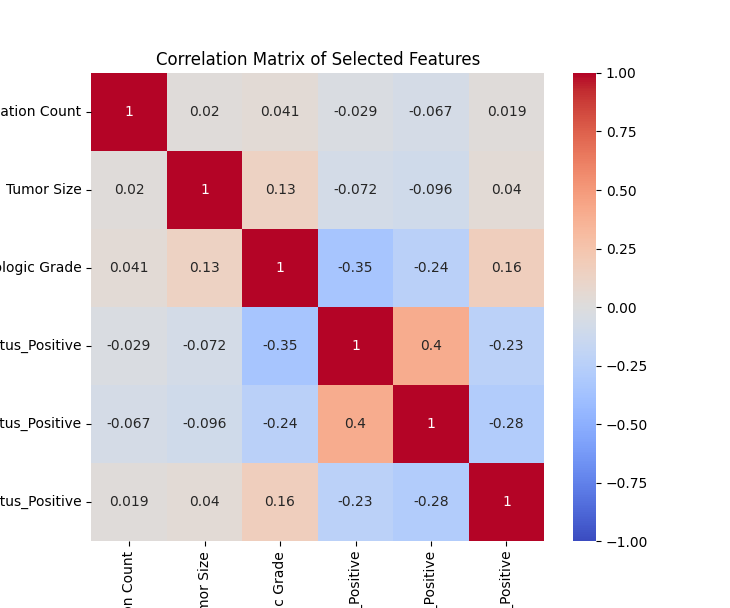 Correlation Matrix of Selected Features
ation Count 1 0.02 0.041 -0.029 -0.067 0.019
Tumor Size 0.02 1 0.13 -0.072 -0.096 0.04
ologic Grade 0.041 0.13 1 -0.35 -0.24 0.16
tus_Positive -0.029 -0.072 -0.35 1 0.4 -0.23
tus_Positive -0.067 -0.096 -0.24 0.4 1 -0.28
tus_Positive 0.019 0.04 0.16 -0.23 -0.28 1
on Count
mor Size
c Grade
_Positive
_Positive
_Positive
1.00
0.75
0.50
0.25
0.00
−0.25
−0.50
−0.75
−1.00